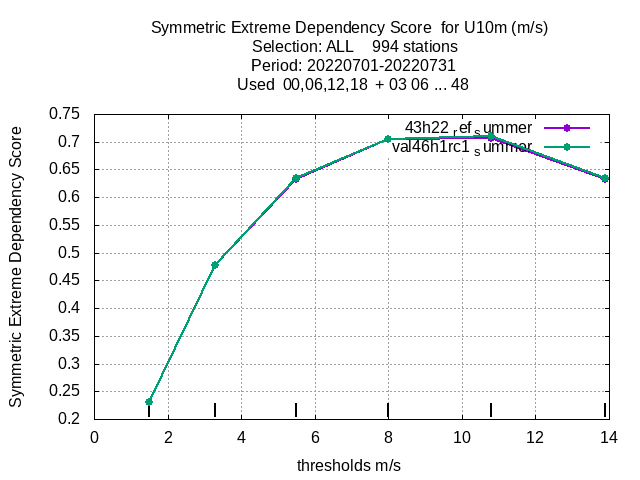 Symmetric Extreme Dependency Score for U10m (m/s)
Selection: ALL 994 stations
Period: 20220701-20220731
Used 00,06,12,18 + 03 06 ... 48
43h22_ref_summer
val46h1rc1_summer
Symmetric Extreme Dependency Score
0.75
0.7
0.65
0.6
0.55
0.5
0.45
0.4
0.35
0.3
0.25
0.2
0 2 4 6 8 10 12 14
thresholds m/s